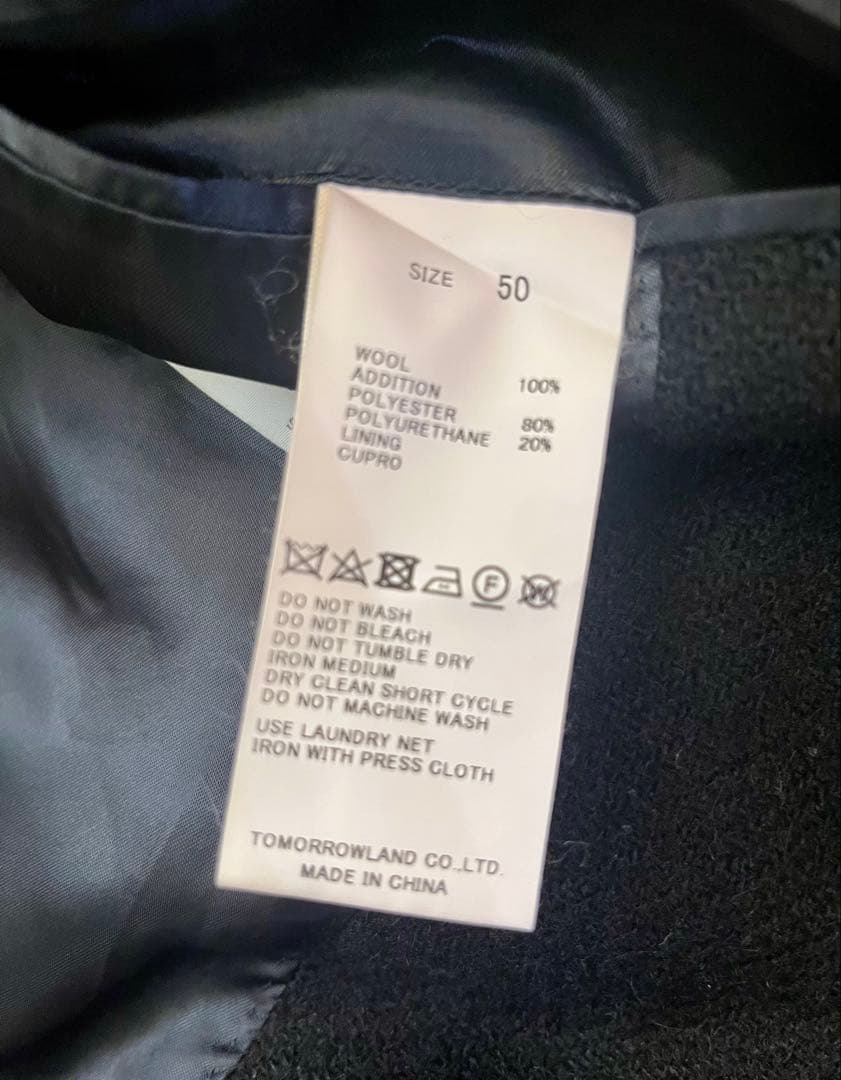 SIZE 50
WOOL
ADDITION 100%
POLYESTER
POLYURETHANE 80%
LINING 20%
CUPRO
F
W
DO NOT WASH
DO NOT BLEACH
DO NOT TUMBLE DRY
IRON MEDIUM
DRY CLEAN SHORT CYCLE
DO NOT MACHINE WASH
USE LAUNDRY NET
IRON WITH PRESS CLOTH
TOMORROWLAND CO.,LTD.
MADE IN CHINA